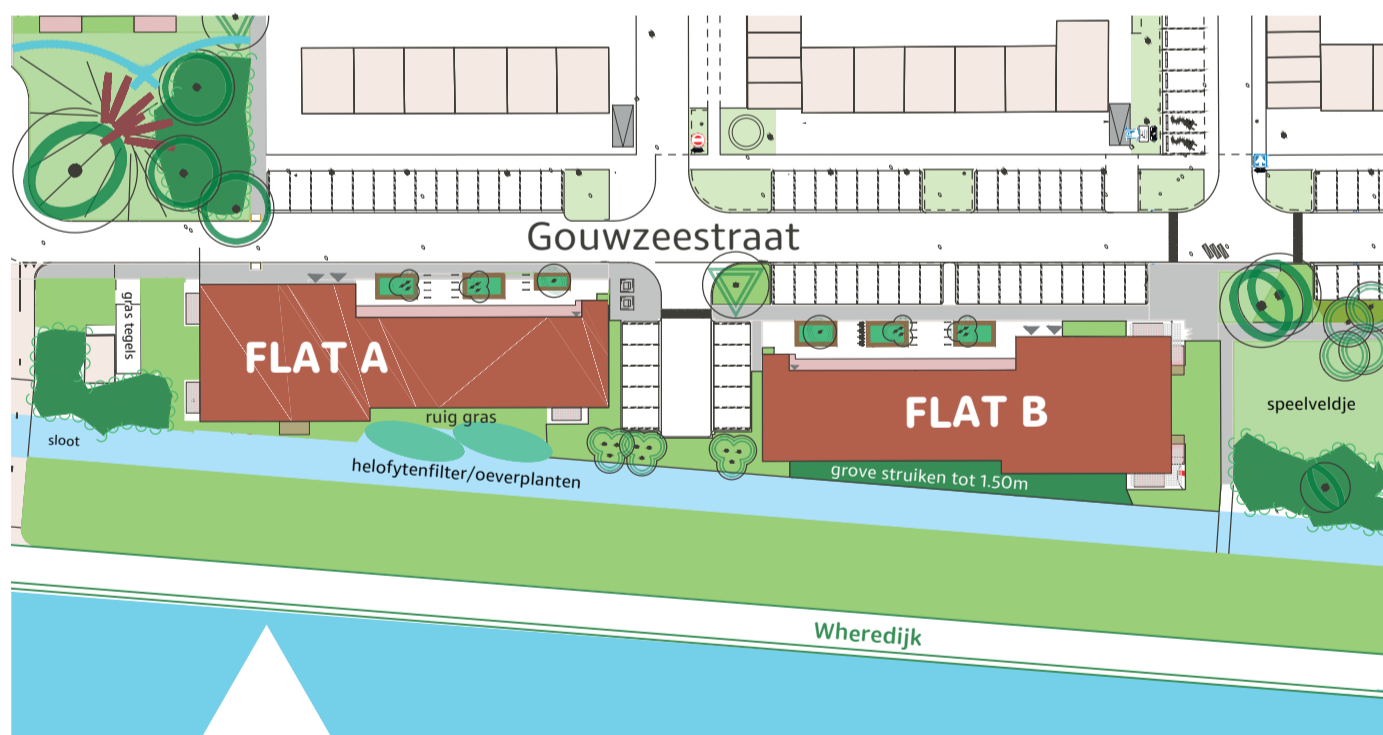 Gouwzeestraat
gras tegels
FLAT A
FLAT B
speelveldje
ruig gras
sloot
helofytenfilter/oeverplanten
grove struiken tot 1.50m
Wheredijk